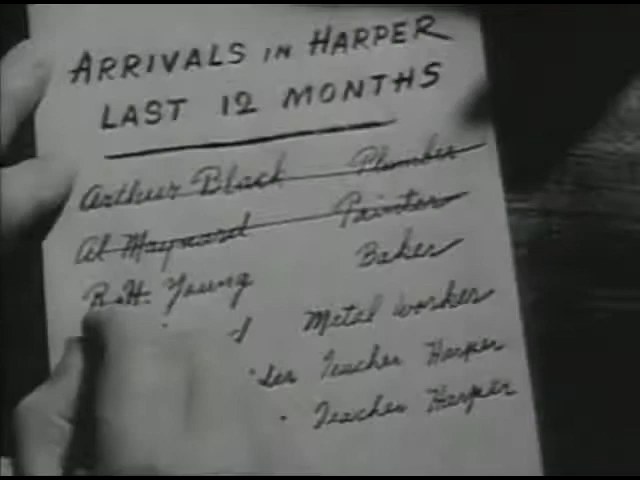 ARRIVALS IN HARPER
LAST 12 MONTHS
Arthur Black Plumber
Al Maynard Painter
R.H. Young Baker
Metal worker
Teacher Harper
Teacher Harper